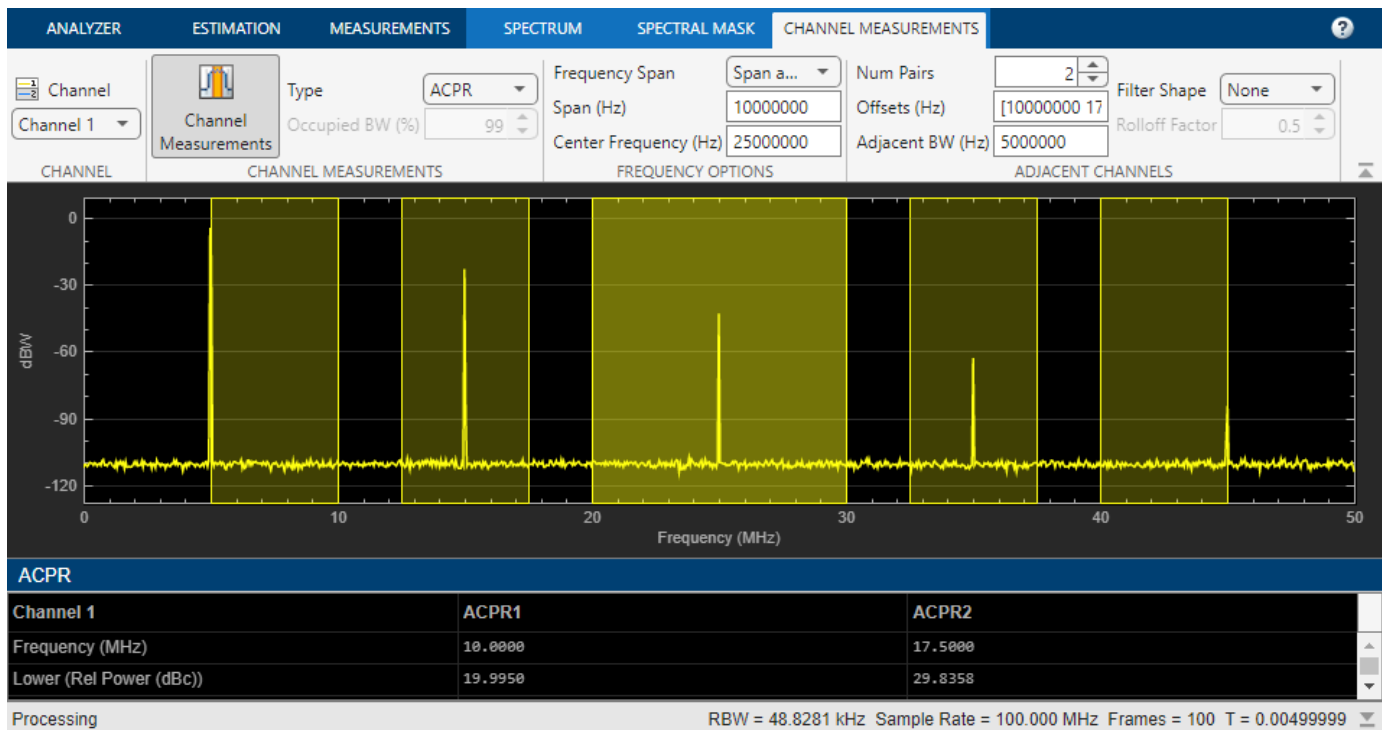 ANALYZER ESTIMATION MEASUREMENTS SPECTRUM SPECTRAL MASK CHANNEL MEASUREMENTS ?
Channel
Channel 1
CHANNEL
Channel
Measurements
Type ACPR
Occupied BW (%) 99
CHANNEL MEASUREMENTS
Frequency Span Span a...
Span (Hz) 10000000
Center Frequency (Hz) 25000000
FREQUENCY OPTIONS
Num Pairs 2
Offsets (Hz) [10000000 17
Adjacent BW (Hz) 5000000
Filter Shape None
Rolloff Factor 0.5
ADJACENT CHANNELS
0
-30
-60
-90
-120
dBW
0 10 20 30 40 50
Frequency (MHz)
ACPR
Channel 1 ACPR1 ACPR2
Frequency (MHz) 10.0000 17.5000
Lower (Rel Power (dBc)) 19.9950 29.8358
Processing RBW = 48.8281 kHz Sample Rate = 100.000 MHz Frames = 100 T = 0.00499999